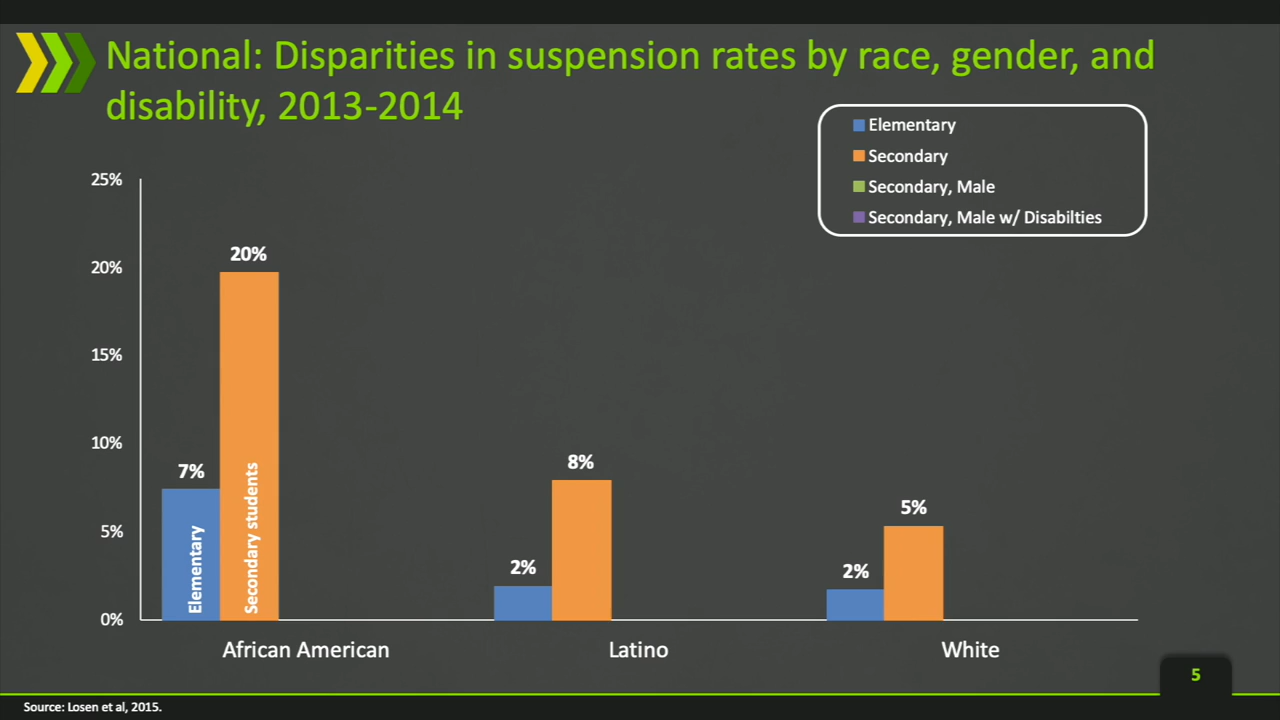 National: Disparities in suspension rates by race, gender, and
disability, 2013-2014
Elementary
Secondary
Secondary, Male
Secondary, Male w/ Disabilties
25%
20%
15%
10%
5%
0%
7%
20%
Elementary
Secondary students
2%
8%
2%
5%
African American
Latino
White
5
Source: Losen et al, 2015.